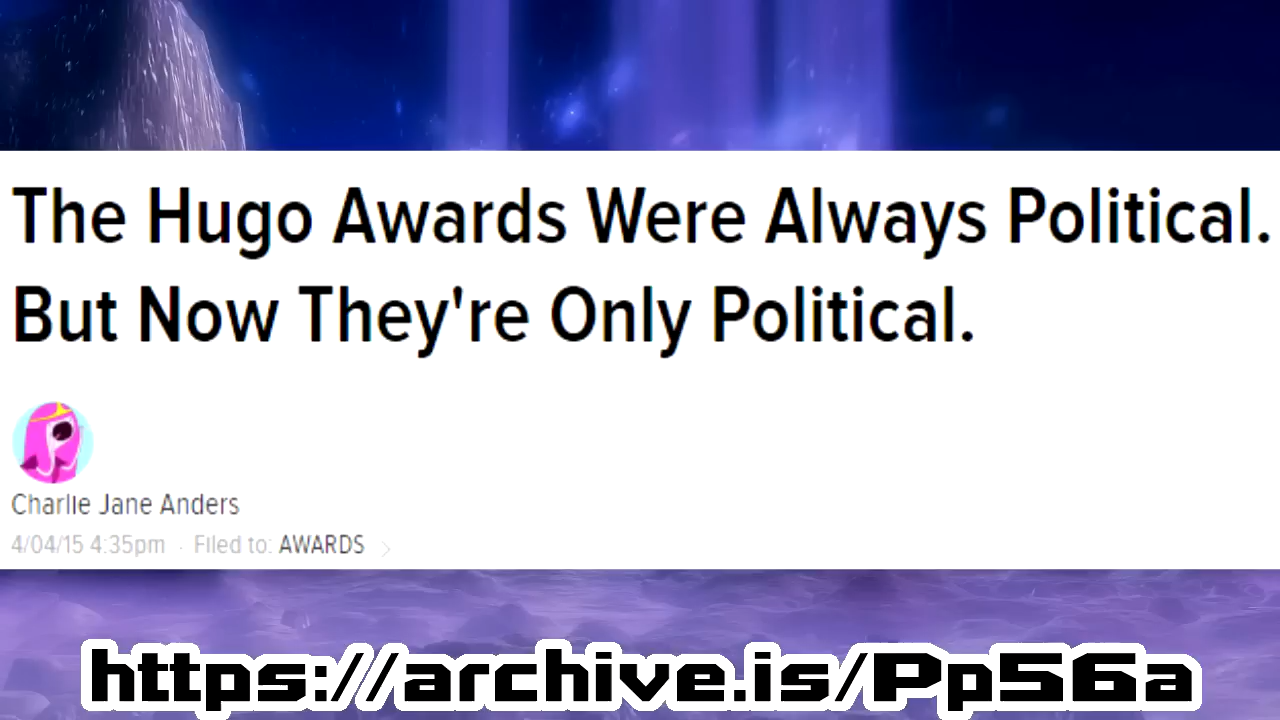 The Hugo Awards Were Always Political.
But Now They're Only Political.
Charlie Jane Anders
4/04/15 4:35pm · Filed to: AWARDS
https://archive.is/Pp56a